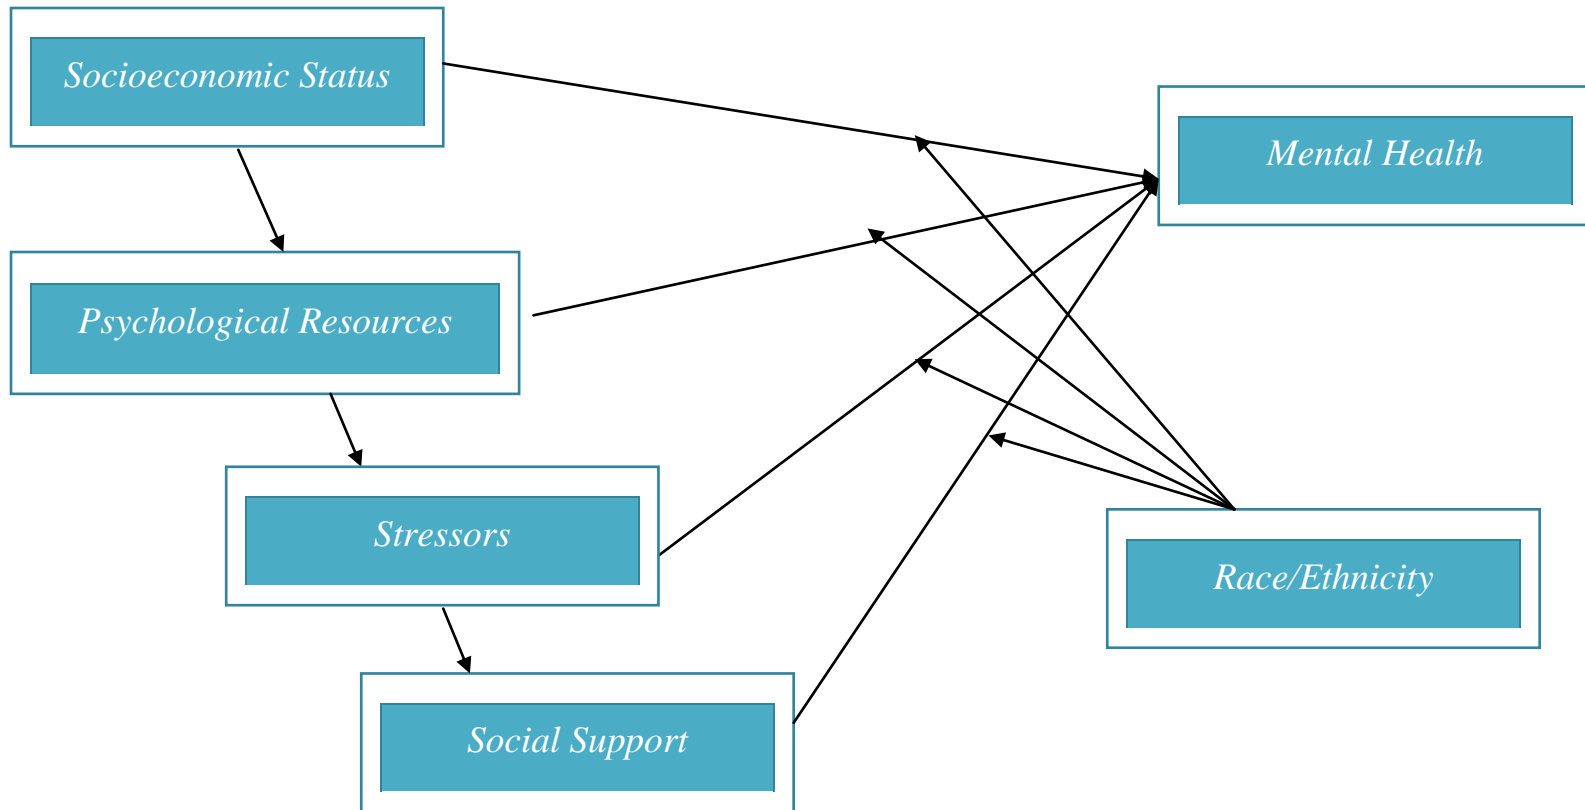 Socioeconomic Status
Mental Health
Psychological Resources
Stressors
Race/Ethnicity
Social Support